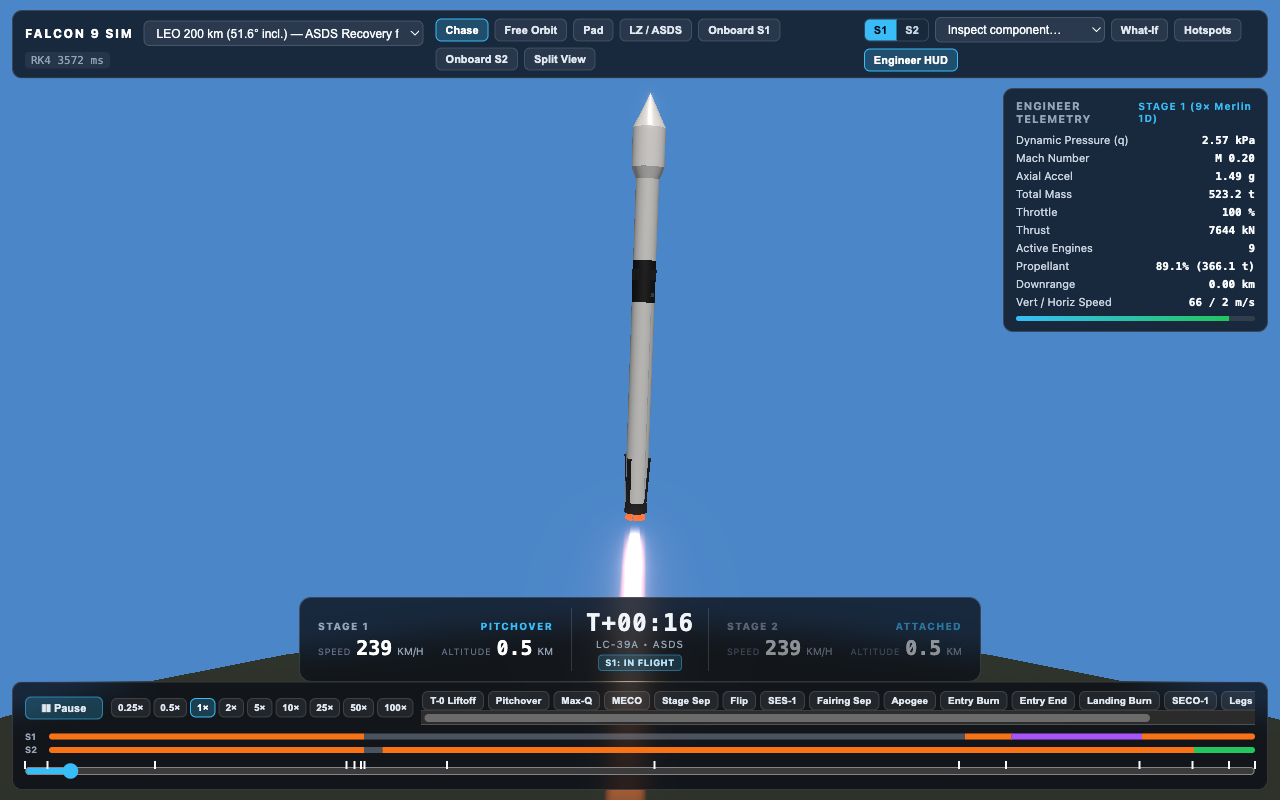 FALCON 9 SIM
LEO 200 km (51.6° incl.) — ASDS Recovery f
Chase
Free Orbit
Pad
LZ / ASDS
Onboard S1
S1
S2
Inspect component…
What-If
Hotspots
RK4 3572 ms
Onboard S2
Split View
Engineer HUD
ENGINEER TELEMETRY
STAGE 1 (9× Merlin 1D)
Dynamic Pressure (q) 2.57 kPa
Mach Number M 0.20
Axial Accel 1.49 g
Total Mass 523.2 t
Throttle 100 %
Thrust 7644 kN
Active Engines 9
Propellant 89.1% (366.1 t)
Downrange 0.00 km
Vert / Horiz Speed 66 / 2 m/s
STAGE 1 PITCHOVER
SPEED 239 KM/H ALTITUDE 0.5 KM
T+00:16
LC-39A • ASDS
S1: IN FLIGHT
STAGE 2 ATTACHED
SPEED 239 KM/H ALTITUDE 0.5 KM
Pause
0.25×
0.5×
1×
2×
5×
10×
25×
50×
100×
T-0 Liftoff
Pitchover
Max-Q
MECO
Stage Sep
Flip
SES-1
Fairing Sep
Apogee
Entry Burn
Entry End
Landing Burn
SECO-1
Legs
S1
S2